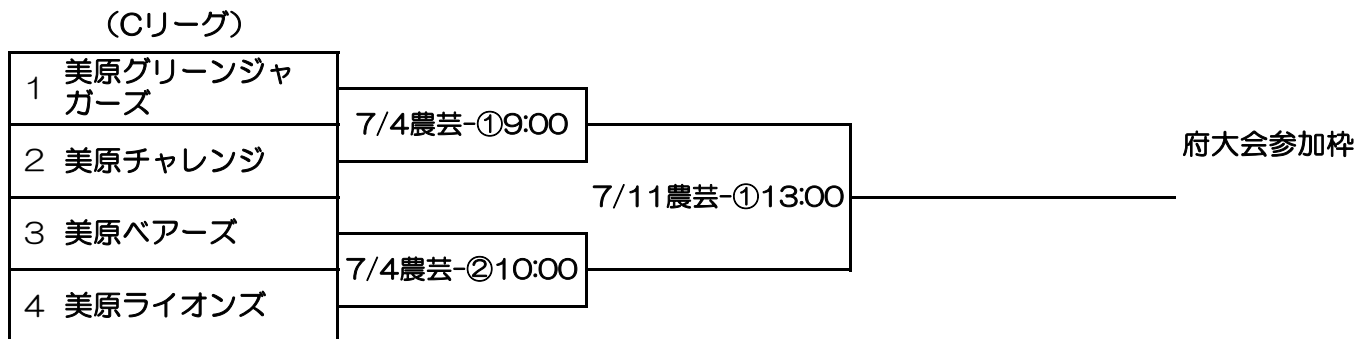 （Cリーグ）
1 美原グリーンジャ
ガーズ
7/4農芸-①9:00
府大会参加枠
2 美原チャレンジ
7/11農芸-①13:00
3 美原ベアーズ
7/4農芸-②10:00
4 美原ライオンズ